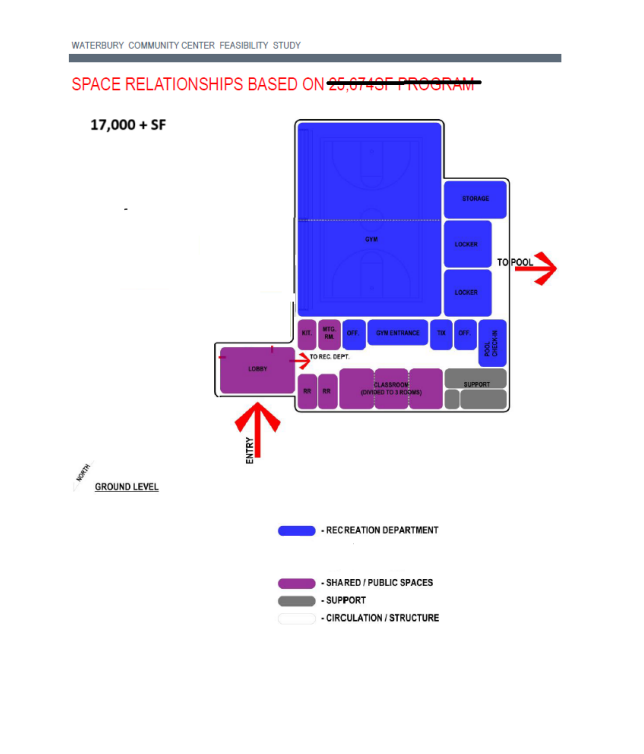 WATERBURY COMMUNITY CENTER FEASIBILITY STUDY
SPACE RELATIONSHIPS BASED ON 25,674SF PROGRAM
17,000 + SF
-
STORAGE
GYM
LOCKER
TO POOL
LOCKER
KIT.
MTG.
RM.
OFF.
GYM ENTRANCE
TIX
OFF.
POOL
CHECK-IN
TO REC. DEPT.
LOBBY
RR
RR
CLASSROOM
(DIVIDED TO 3 ROOMS)
SUPPORT
ENTRY
NORTH
GROUND LEVEL
- RECREATION DEPARTMENT
- SHARED / PUBLIC SPACES
- SUPPORT
- CIRCULATION / STRUCTURE